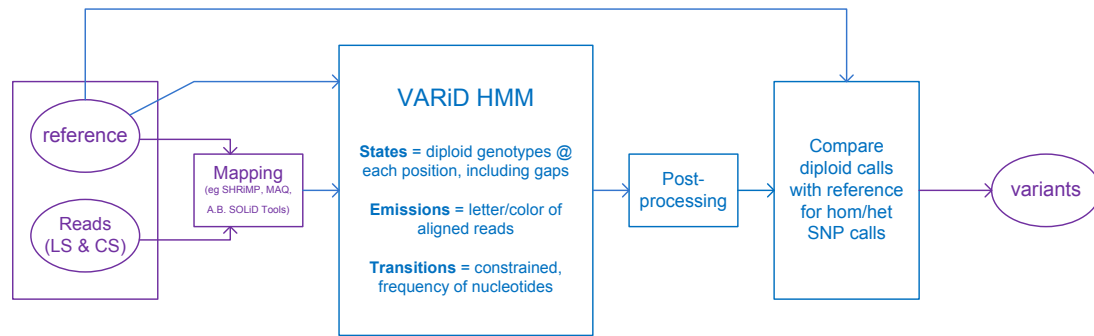 reference
Reads
(LS & CS)
Mapping
(eg SHRiMP, MAQ,
A.B. SOLiD Tools)
VARiD HMM
States = diploid genotypes @
each position, including gaps
Emissions = letter/color of
aligned reads
Transitions = constrained,
frequency of nucleotides
Post-
processing
Compare
diploid calls
with reference
for hom/het
SNP calls
variants